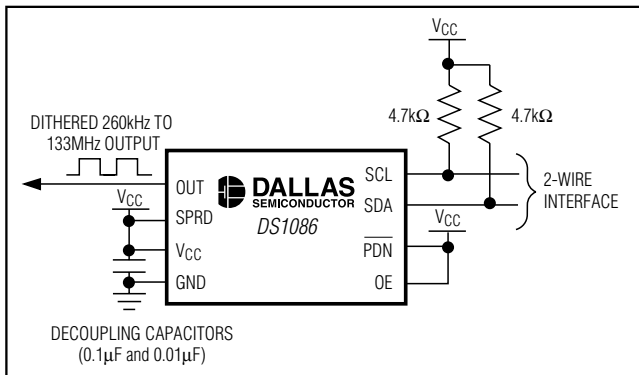 VCC
4.7kΩ
4.7kΩ
DITHERED 260kHz TO
133MHz OUTPUT
OUT
SCL
DALLAS
SEMICONDUCTOR
DS1086
2-WIRE
INTERFACE
VCC
SPRD
SDA
VCC
VCC
PDN
GND
OE
DECOUPLING CAPACITORS
(0.1μF and 0.01μF)